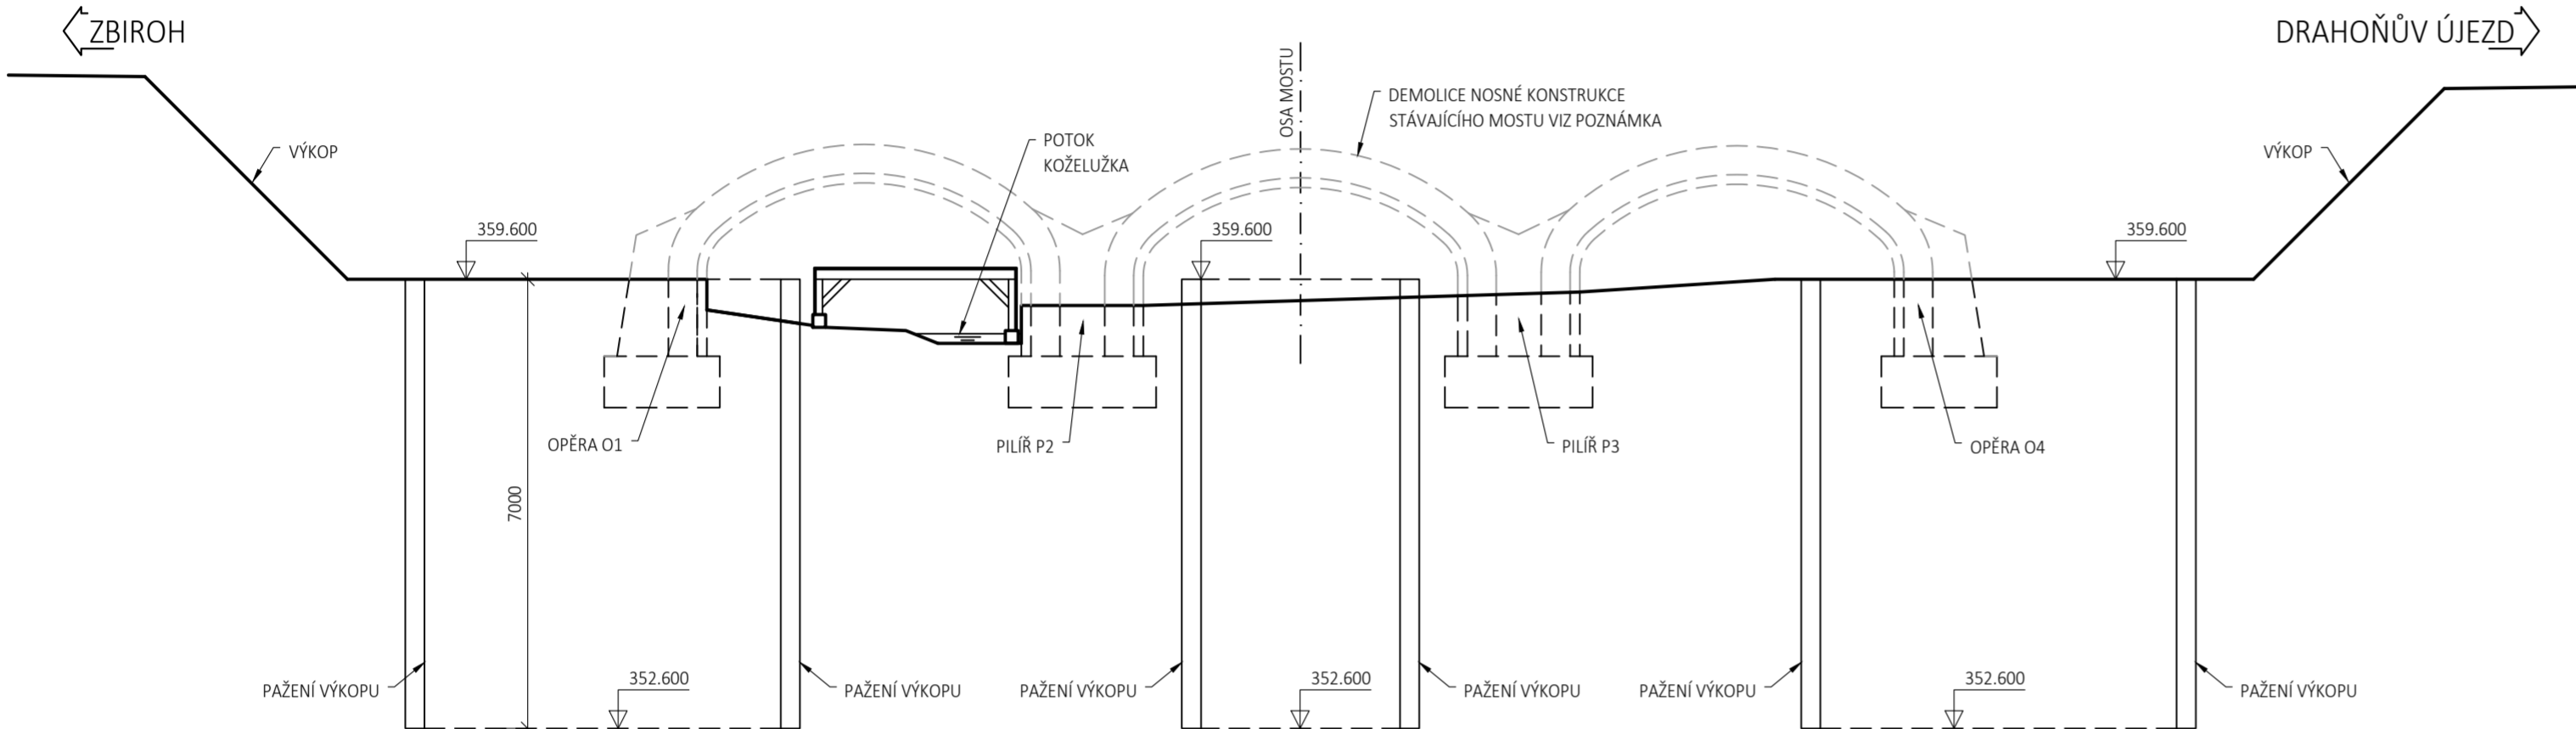 ZBIROH
DRAHOŇŮV ÚJEZD
OSA MOSTU
DEMOLICE NOSNÉ KONSTRUKCE
STÁVAJÍCÍHO MOSTU VIZ POZNÁMKA
VÝKOP
POTOK
KOŽELUŽKA
VÝKOP
359.600
359.600
359.600
OPĚRA O1
PILÍŘ P2
PILÍŘ P3
OPĚRA O4
7000
352.600
352.600
352.600
PAŽENÍ VÝKOPU
PAŽENÍ VÝKOPU
PAŽENÍ VÝKOPU
PAŽENÍ VÝKOPU
PAŽENÍ VÝKOPU
PAŽENÍ VÝKOPU